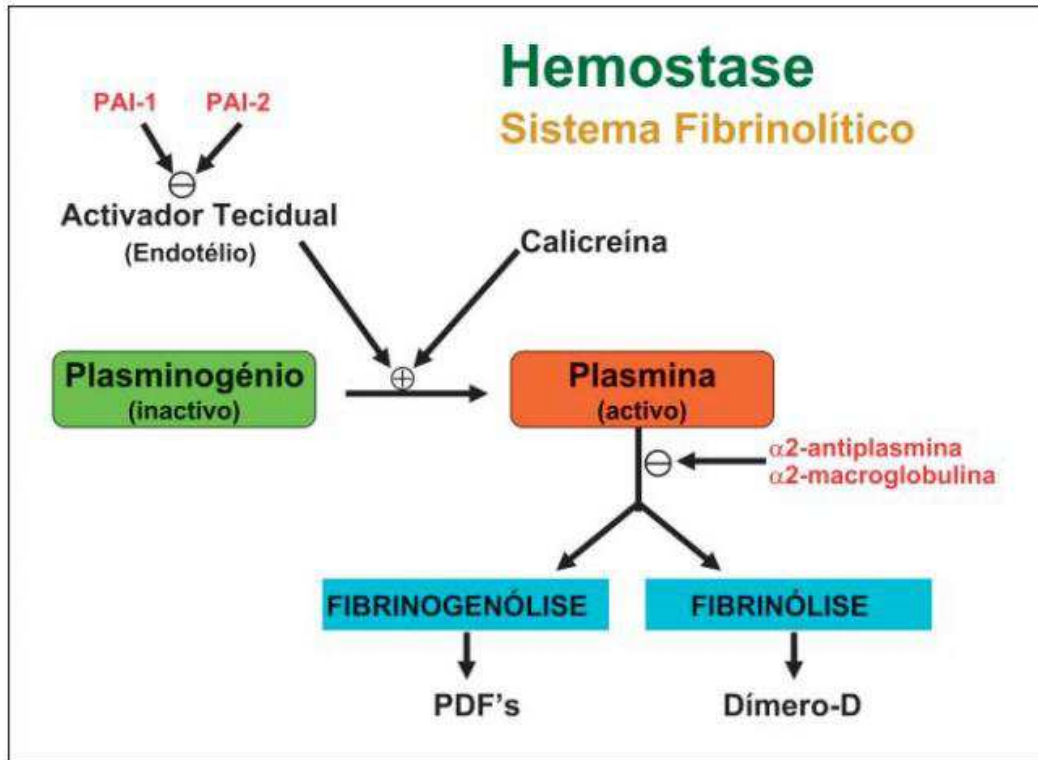 Hemostase
Sistema Fibrinolítico
PAI-1 PAI-2
Activador Tecidual
(Endotélio)
Calicreína
Plasminogénio
(inactivo)
Plasmina
(activo)
α2-antiplasmina
α2-macroglobulina
FIBRINOGENÓLISE
FIBRINÓLISE
PDF's
Dímero-D